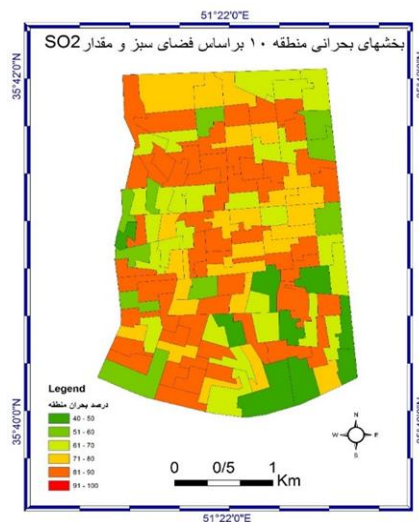 51°22'0"E
بخشهای بحرانی منطقه ۱۰ براساس فضای سبز و مقدار SO2
35°42'0"N
Legend
درصد بحران منطقه
40 - 50
51 - 60
61 - 70
71 - 80
81 - 90
91 - 100
35°40'0"N
N
W E
S
0 0/5 1
Km
51°22'0"E